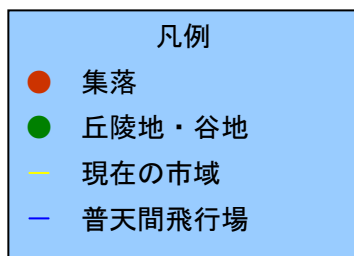 凡例
集落
丘陵地・谷地
現在の市域
普天間飛行場